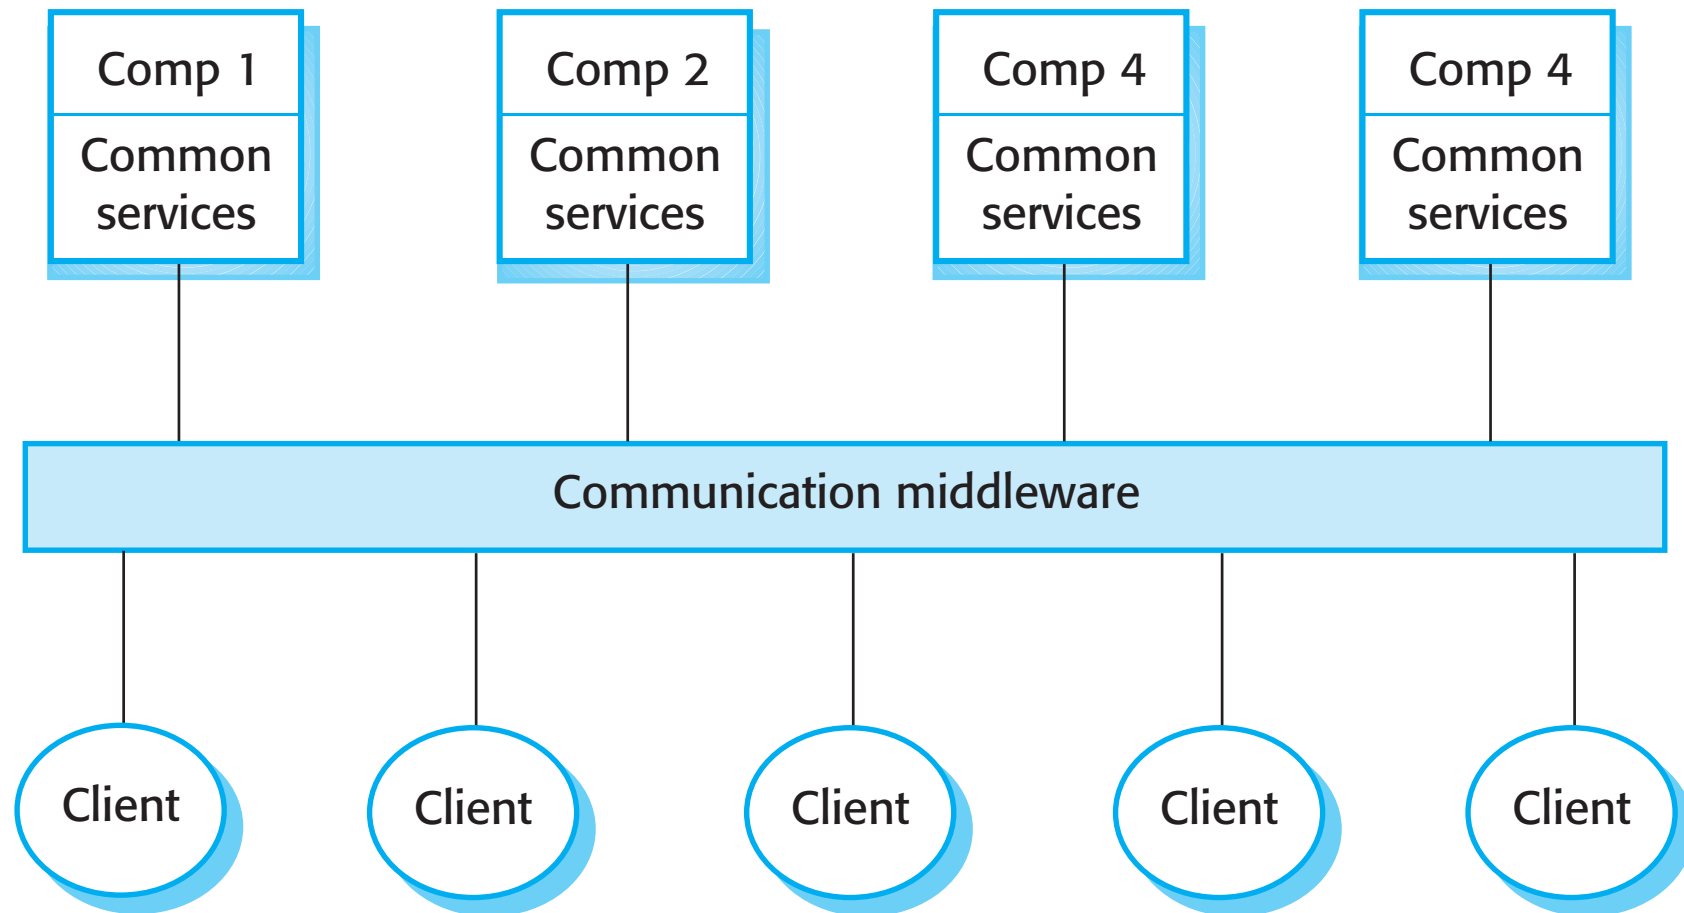 Comp 1
Common
services
Comp 2
Common
services
Comp 4
Common
services
Comp 4
Common
services
Communication middleware
Client
Client
Client
Client
Client